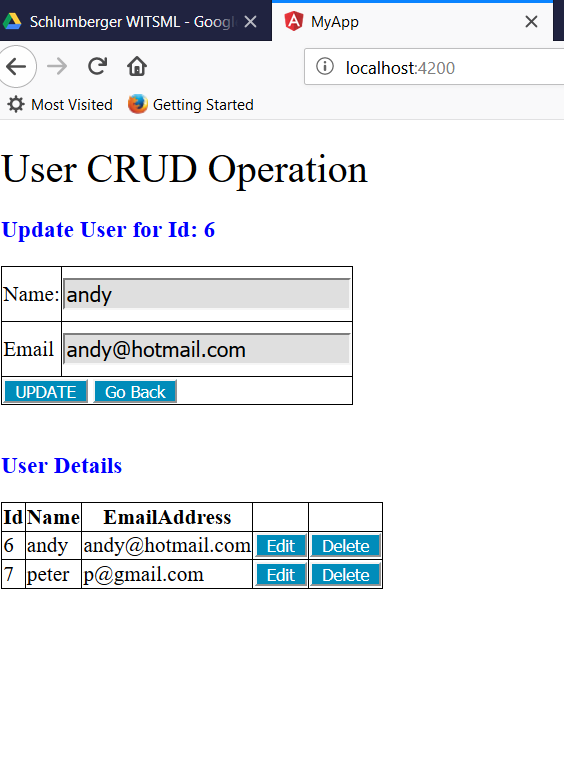 Schlumberger WITSML - Googl
MyApp
localhost:4200
Most Visited Getting Started
User CRUD Operation
Update User for Id: 6
Name: andy
Email andy@hotmail.com
UPDATE Go Back
User Details
Id Name EmailAddress
6 andy andy@hotmail.com Edit Delete
7 peter p@gmail.com Edit Delete